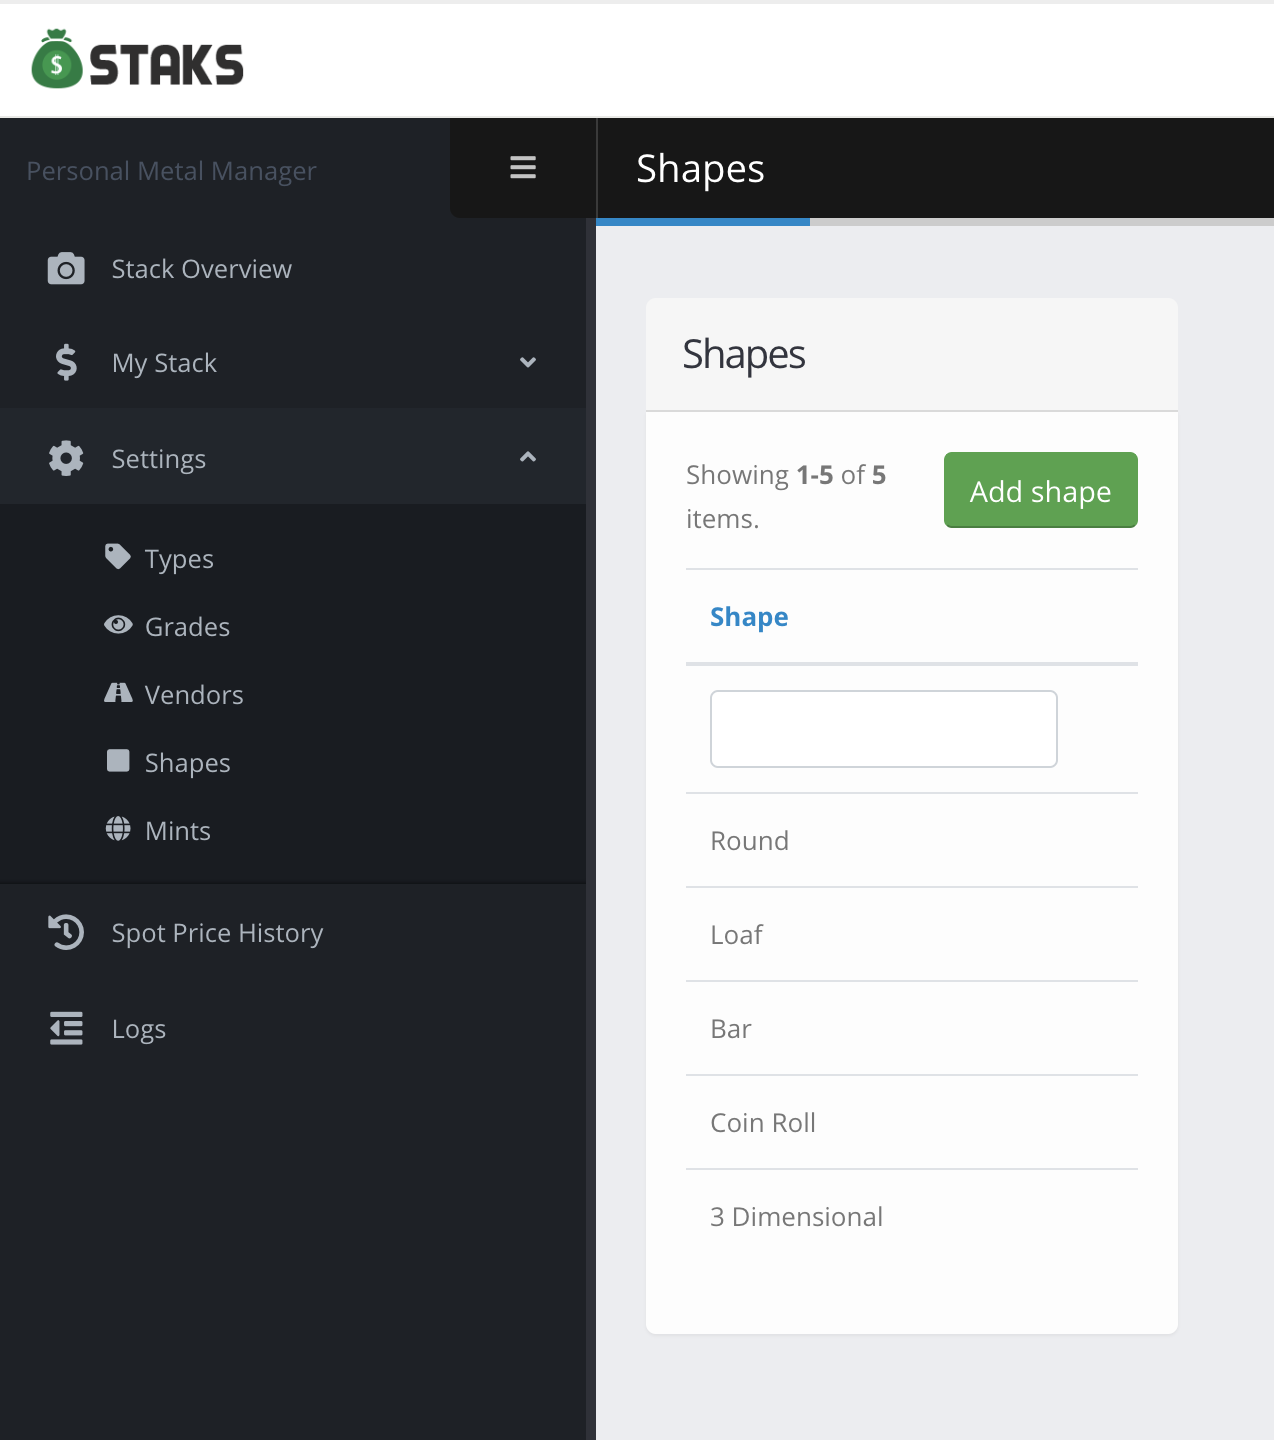 $ STAKS
Personal Metal Manager
Shapes
Stack Overview
My Stack
Settings
Types
Grades
Vendors
Shapes
Mints
Spot Price History
Logs
Shapes
Showing 1-5 of 5
items.
Add shape
Shape
Round
Loaf
Bar
Coin Roll
3 Dimensional